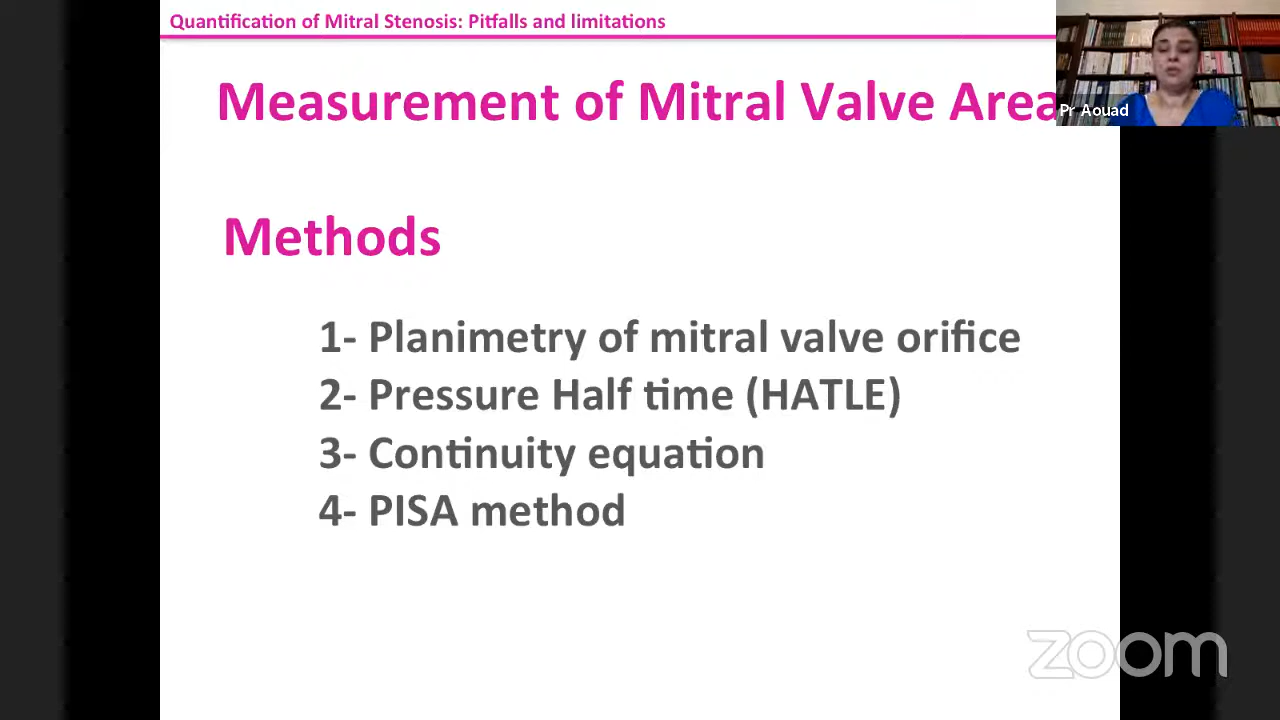 Quantification of Mitral Stenosis: Pitfalls and limitations
Measurement of Mitral Valve Area
Pr Aouad
Methods
1- Planimetry of mitral valve orifice
2- Pressure Half time (HATLE)
3- Continuity equation
4- PISA method
zoom